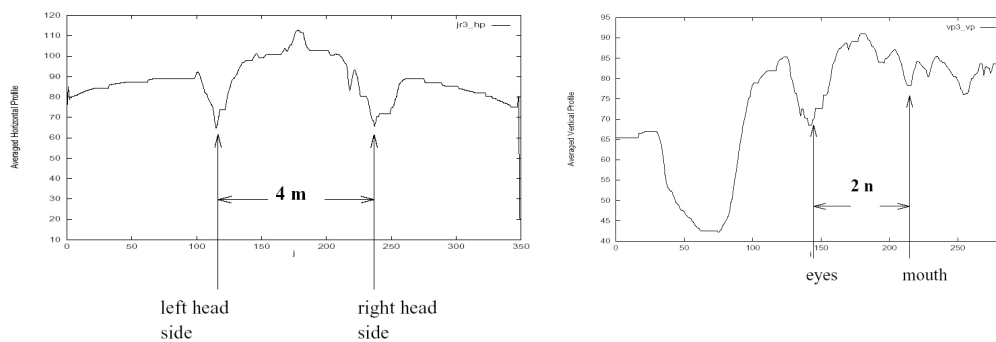 jr3_hp
120
110
100
90
80
70
60
50
40
30
20
10
Averaged Horizontal Profile
0
50
100
150
200
250
300
350
j
4 m
left head
side
right head
side
vp3_vp
95
90
85
80
75
70
65
60
55
50
45
40
Averaged Vertical Profile
0
50
100
150
200
250
i
2 n
eyes
mouth